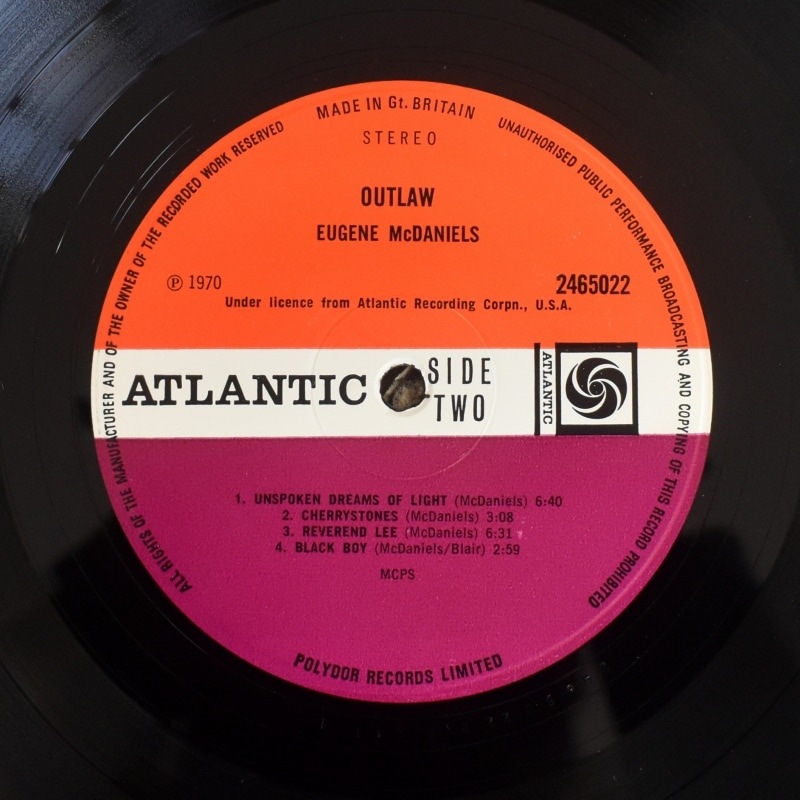 MADE IN Gt. BRITAIN
ALL RIGHTS OF THE MANUFACTURER AND OF THE OWNER OF THE RECORDED WORK RESERVED
UNAUTHORISED PUBLIC PERFORMANCE BROADCASTING AND COPYING OF THIS RECORD PROHIBITED
STEREO
OUTLAW
EUGENE McDANIELS
℗ 1970
2465022
Under licence from Atlantic Recording Corpn., U.S.A.
ATLANTIC
SIDE
TWO
ATLANTIC
1. UNSPOKEN DREAMS OF LIGHT (McDaniels) 6:40
2. CHERRYSTONES (McDaniels) 3:08
3. REVEREND LEE (McDaniels) 6:31
4. BLACK BOY (McDaniels/Blair) 2:59
MCPS
POLYDOR RECORDS LIMITED